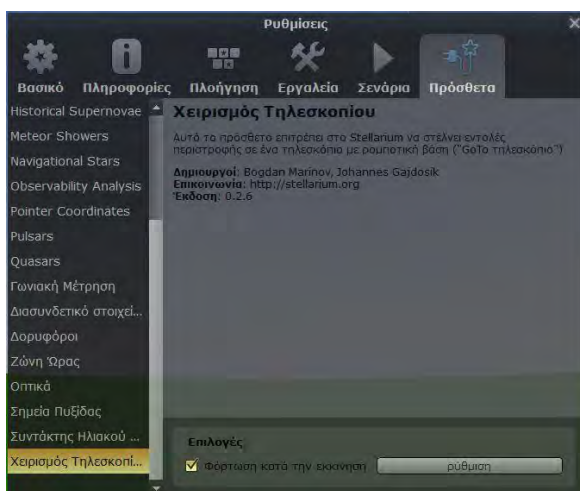 Ρυθμίσεις
Βασικό Πληροφορίες Πλοήγηση Εργαλεία Σενάρια Πρόσθετα
Historical Supernovae
Meteor Showers
Navigational Stars
Observability Analysis
Pointer Coordinates
Pulsars
Quasars
Γωνιακή Μέτρηση
Διασυνδετικό στοιχεί...
Δορυφόροι
Ζώνη Ώρας
Οπτικά
Σημεία Πυξίδας
Συντάκτης Ηλιακού ...
Χειρισμός Τηλεσκοπί...
Χειρισμός Τηλεσκοπίου
Αυτό το πρόσθετο επιτρέπει στο Stellarium να στέλνει εντολές
περιστροφής σε ένα τηλεσκόπιο με ρομποτική βάση ("GoTo τηλεσκόπιο")
Δημιουργοί: Bogdan Marinov, Johannes Gajdosik
Επικοινωνία: http://stellarium.org
Έκδοση: 0.2.6
Επιλογές
Φόρτωση κατά την εκκίνηση
ρύθμιση